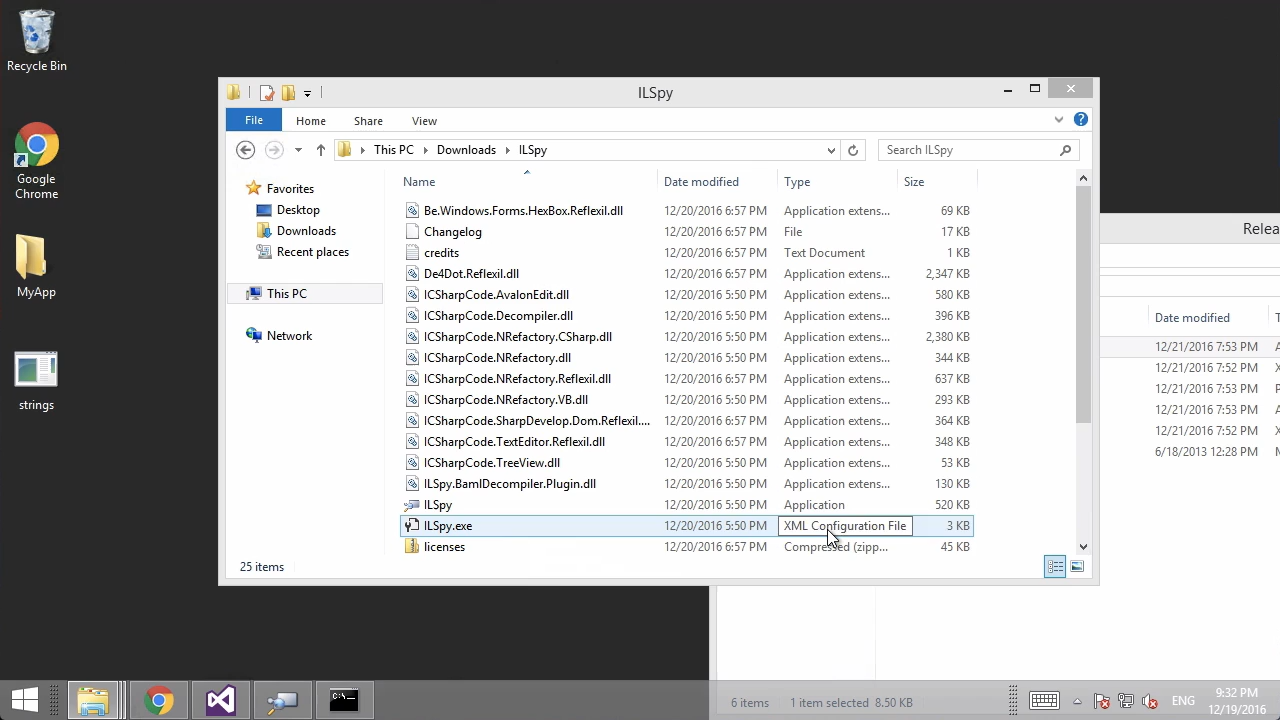 Recycle Bin
Google
Chrome
MyApp
strings
ILSpy
File Home Share View
This PC Downloads ILSpy
Search ILSpy
Favorites
Desktop
Downloads
Recent places
This PC
Network
Name Date modified Type Size
Be.Windows.Forms.HexBox.Reflexil.dll 12/20/2016 6:57 PM Application extens... 69 KB
Changelog 12/20/2016 6:57 PM File 17 KB
credits 12/20/2016 6:57 PM Text Document 1 KB
De4Dot.Reflexil.dll 12/20/2016 6:57 PM Application extens... 2,347 KB
ICSharpCode.AvalonEdit.dll 12/20/2016 5:50 PM Application extens... 580 KB
ICSharpCode.Decompiler.dll 12/20/2016 5:50 PM Application extens... 396 KB
ICSharpCode.NRefactory.CSharp.dll 12/20/2016 5:50 PM Application extens... 2,380 KB
ICSharpCode.NRefactory.dll 12/20/2016 5:50 PM Application extens... 344 KB
ICSharpCode.NRefactory.Reflexil.dll 12/20/2016 6:57 PM Application extens... 637 KB
ICSharpCode.NRefactory.VB.dll 12/20/2016 5:50 PM Application extens... 293 KB
ICSharpCode.SharpDevelop.Dom.Reflexil.... 12/20/2016 6:57 PM Application extens... 364 KB
ICSharpCode.TextEditor.Reflexil.dll 12/20/2016 6:57 PM Application extens... 348 KB
ICSharpCode.TreeView.dll 12/20/2016 5:50 PM Application extens... 53 KB
ILSpy.BamlDecompiler.Plugin.dll 12/20/2016 5:50 PM Application extens... 130 KB
ILSpy 12/20/2016 5:50 PM Application 520 KB
ILSpy.exe 12/20/2016 5:50 PM XML Configuration File 3 KB
licenses 12/20/2016 6:57 PM Compressed (zipp... 45 KB
25 items
Relea
Date modified T
12/21/2016 7:53 PM A
12/21/2016 7:52 PM X
12/21/2016 7:53 PM P
12/21/2016 7:53 PM A
12/21/2016 7:52 PM X
6/18/2013 12:28 PM M
6 items 1 item selected 8.50 KB
C:\
ENG
9:32 PM
12/19/2016